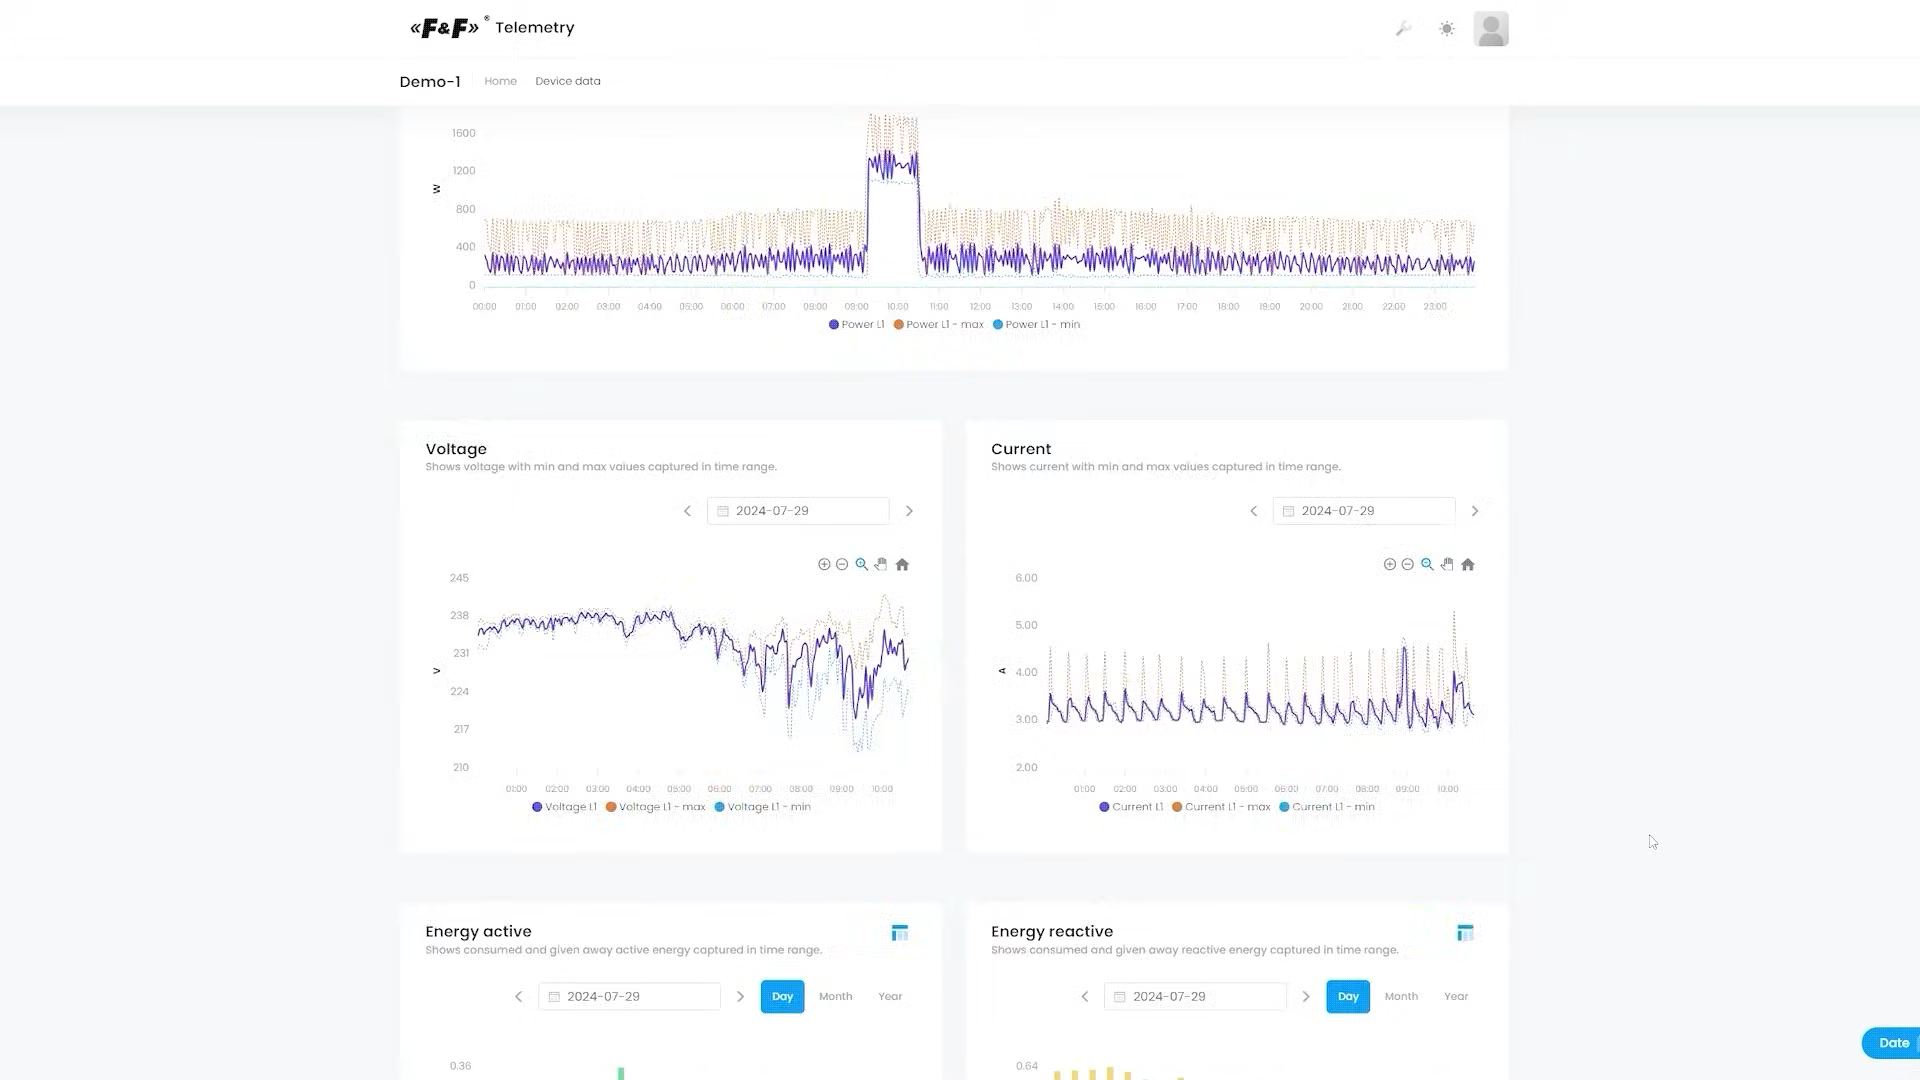 «F&F»® Telemetry
Demo-1 Home Device data
1600
1200
800
400
0
W
00:00 01:00 02:00 03:00 04:00 05:00 06:00 07:00 08:00 09:00 10:00 11:00 12:00 13:00 14:00 15:00 16:00 17:00 18:00 19:00 20:00 21:00 22:00 23:00
Power L1 Power L1 - max Power L1 - min
Voltage
Shows voltage with min and max values captured in time range.
2024-07-29
245
238
231
224
217
210
V
01:00 02:00 03:00 04:00 05:00 06:00 07:00 08:00 09:00 10:00
Voltage L1 Voltage L1 - max Voltage L1 - min
Current
Shows current with min and max values captured in time range.
2024-07-29
6.00
5.00
4.00
3.00
2.00
A
01:00 02:00 03:00 04:00 05:00 06:00 07:00 08:00 09:00 10:00
Current L1 Current L1 - max Current L1 - min
Energy active
Shows consumed and given away active energy captured in time range.
2024-07-29 Day Month Year
0.36
Energy reactive
Shows consumed and given away reactive energy captured in time range.
2024-07-29 Day Month Year
0.64
Date